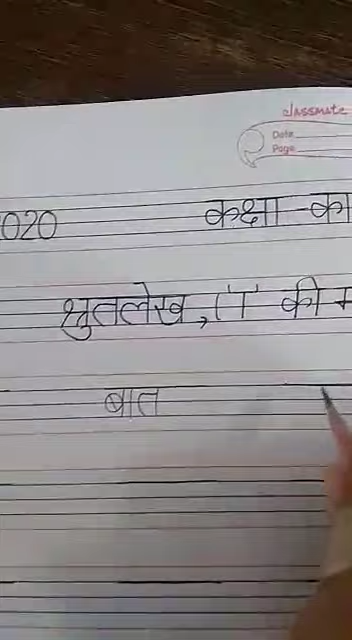 classmate
Date
Page
020 कक्षा-का
श्रुतलेख, 'ा' की
बात